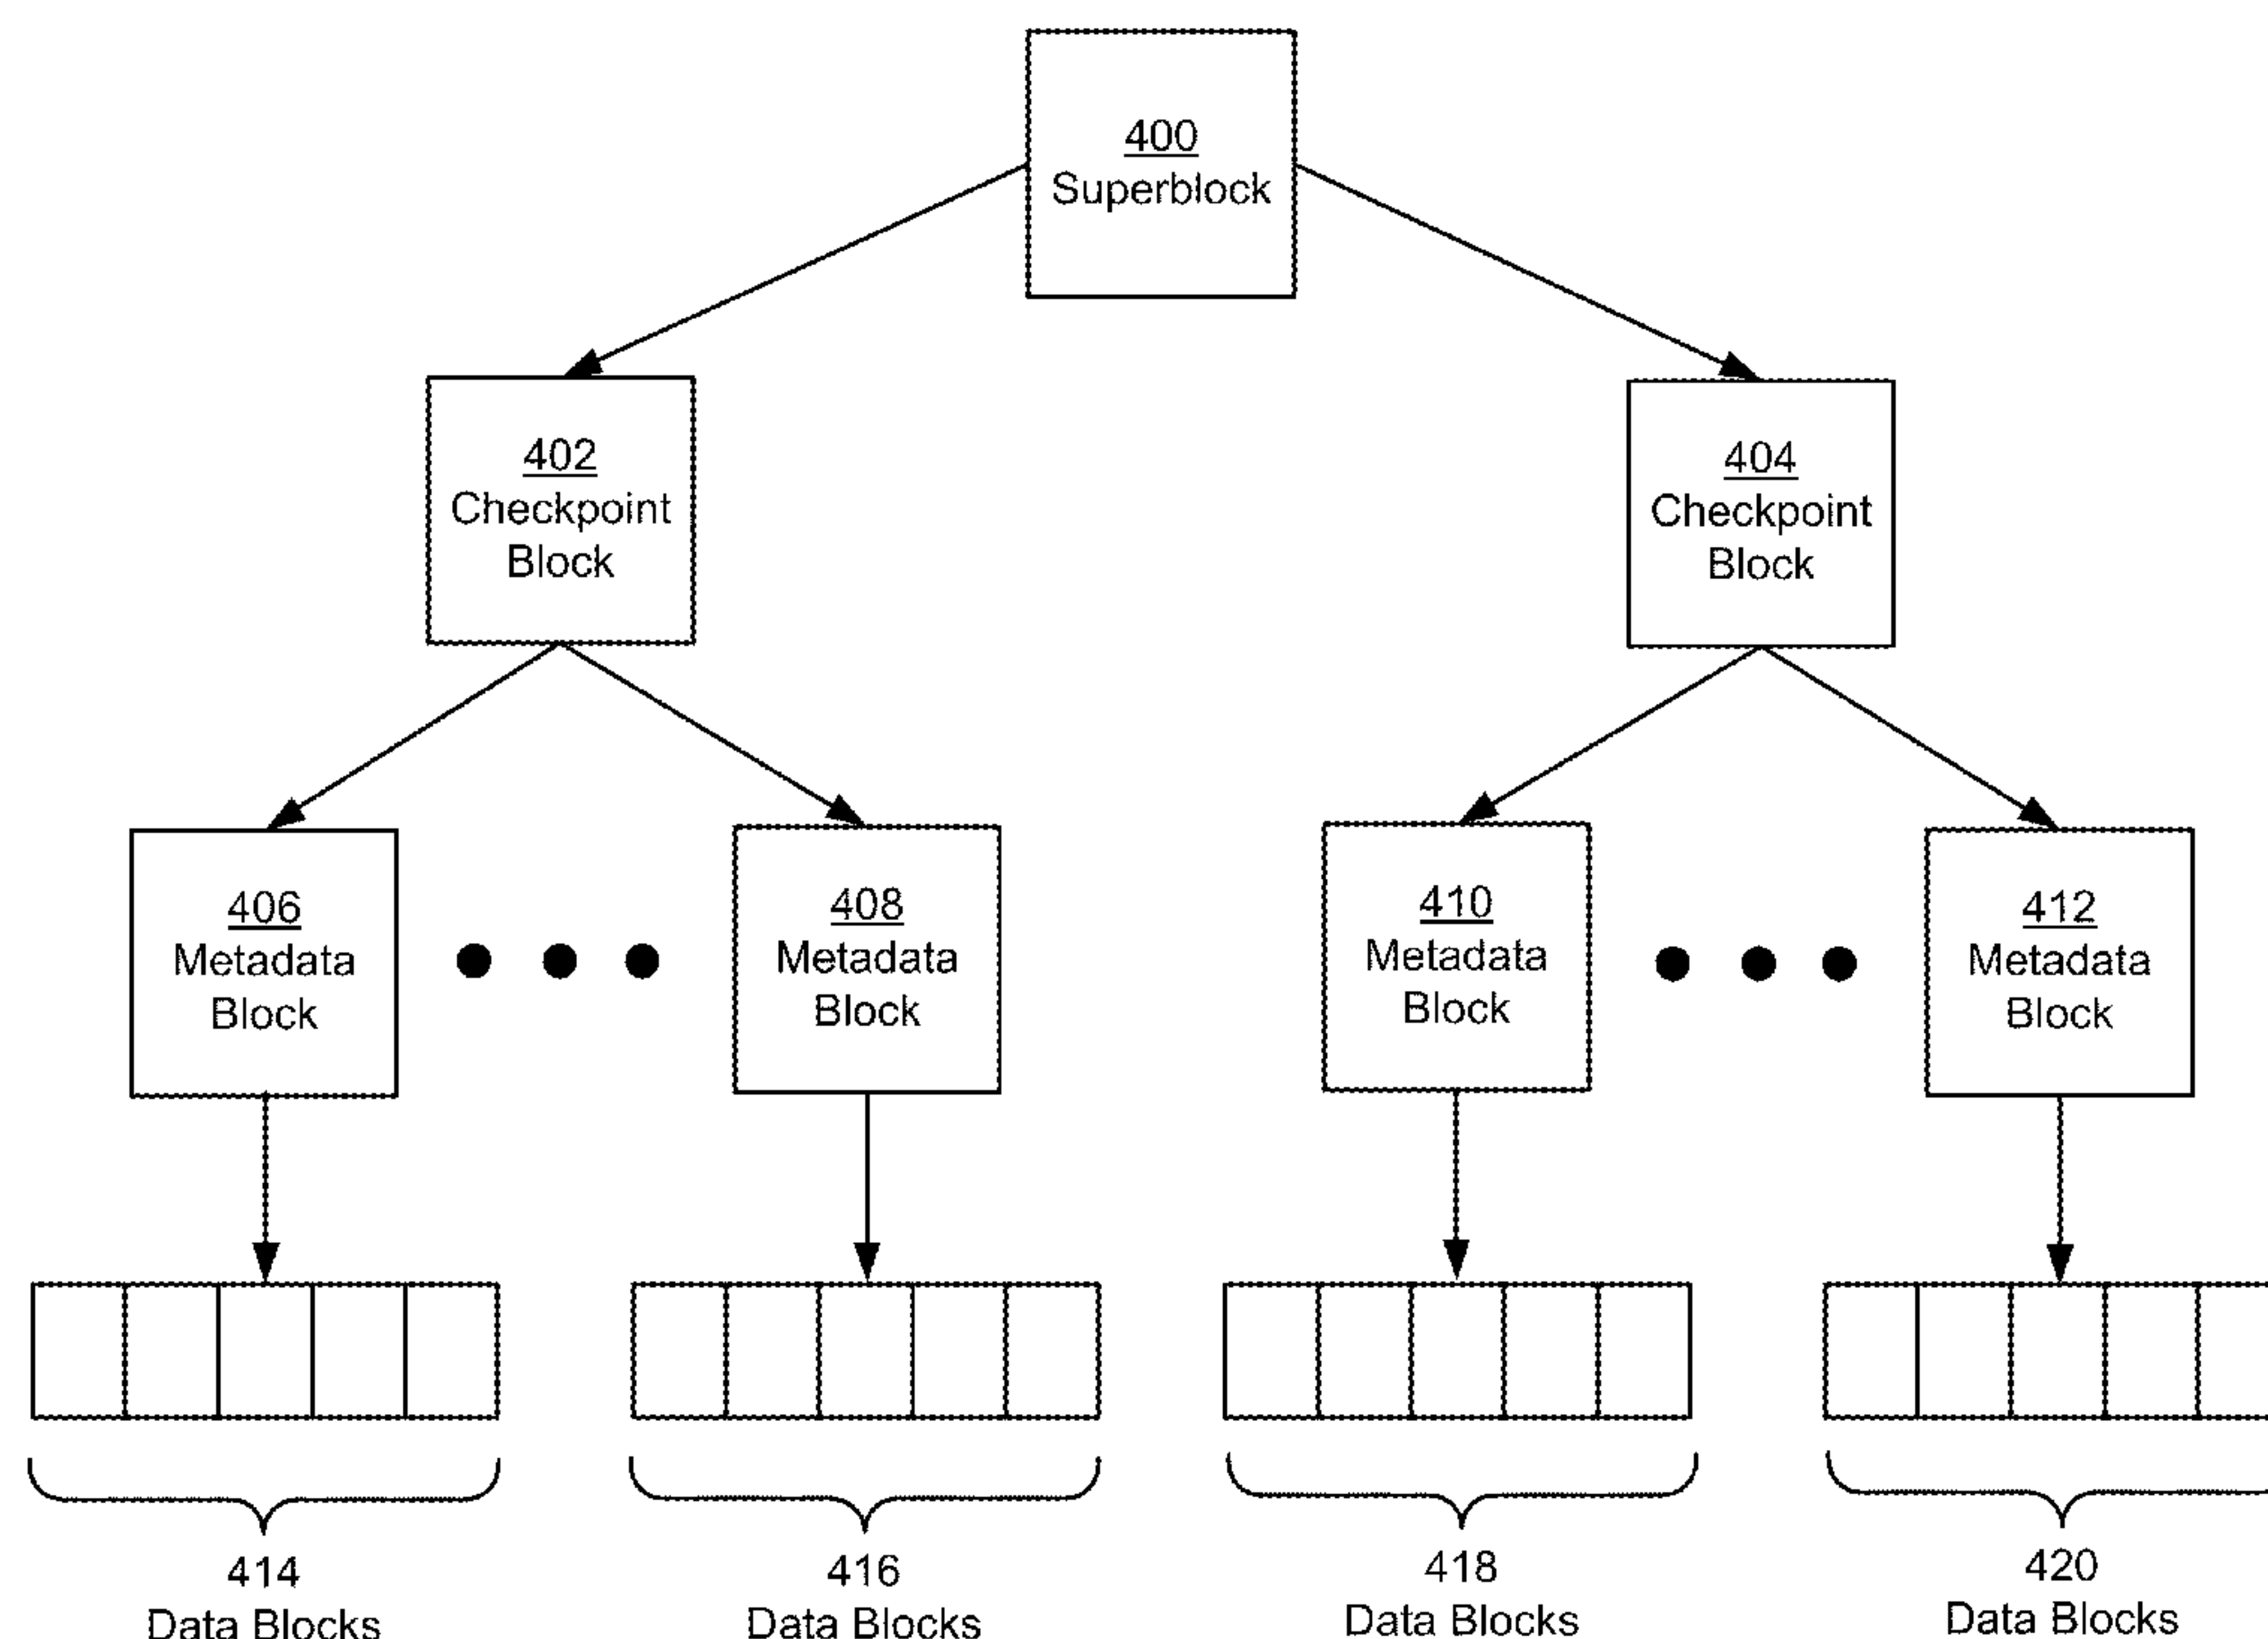 400
Superblock
402
Checkpoint
Block
404
Checkpoint
Block
406
Metadata
Block
408
Metadata
Block
410
Metadata
Block
412
Metadata
Block
414
Data Blocks
416
Data Blocks
418
Data Blocks
420
Data Blocks